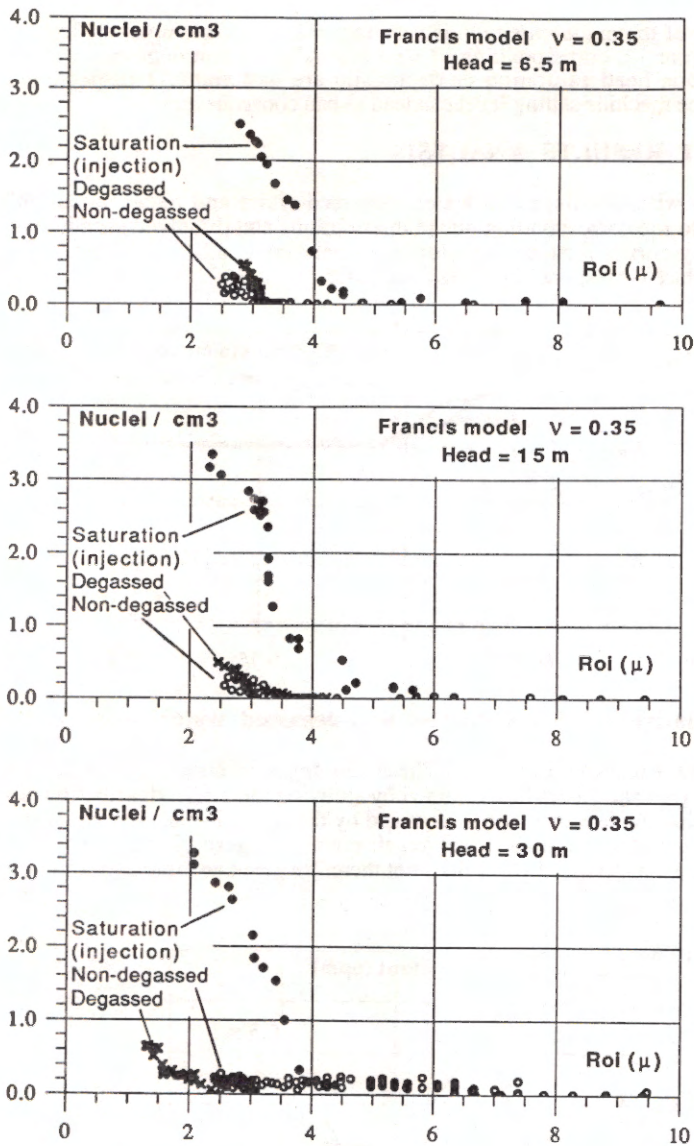 Nuclei / cm3
Francis model ν = 0.35
Head = 6.5 m
4.0
3.0
2.0
1.0
0.0
Saturation
(injection)
Degassed
Non-degassed
Roi (μ)
0 2 4 6 8 10
Nuclei / cm3
Francis model ν = 0.35
Head = 15 m
4.0
3.0
2.0
1.0
0.0
Saturation
(injection)
Degassed
Non-degassed
Roi (μ)
0 2 4 6 8 10
Nuclei / cm3
Francis model ν = 0.35
Head = 30 m
4.0
3.0
2.0
1.0
0.0
Saturation
(injection)
Non-degassed
Degassed
Roi (μ)
0 2 4 6 8 10